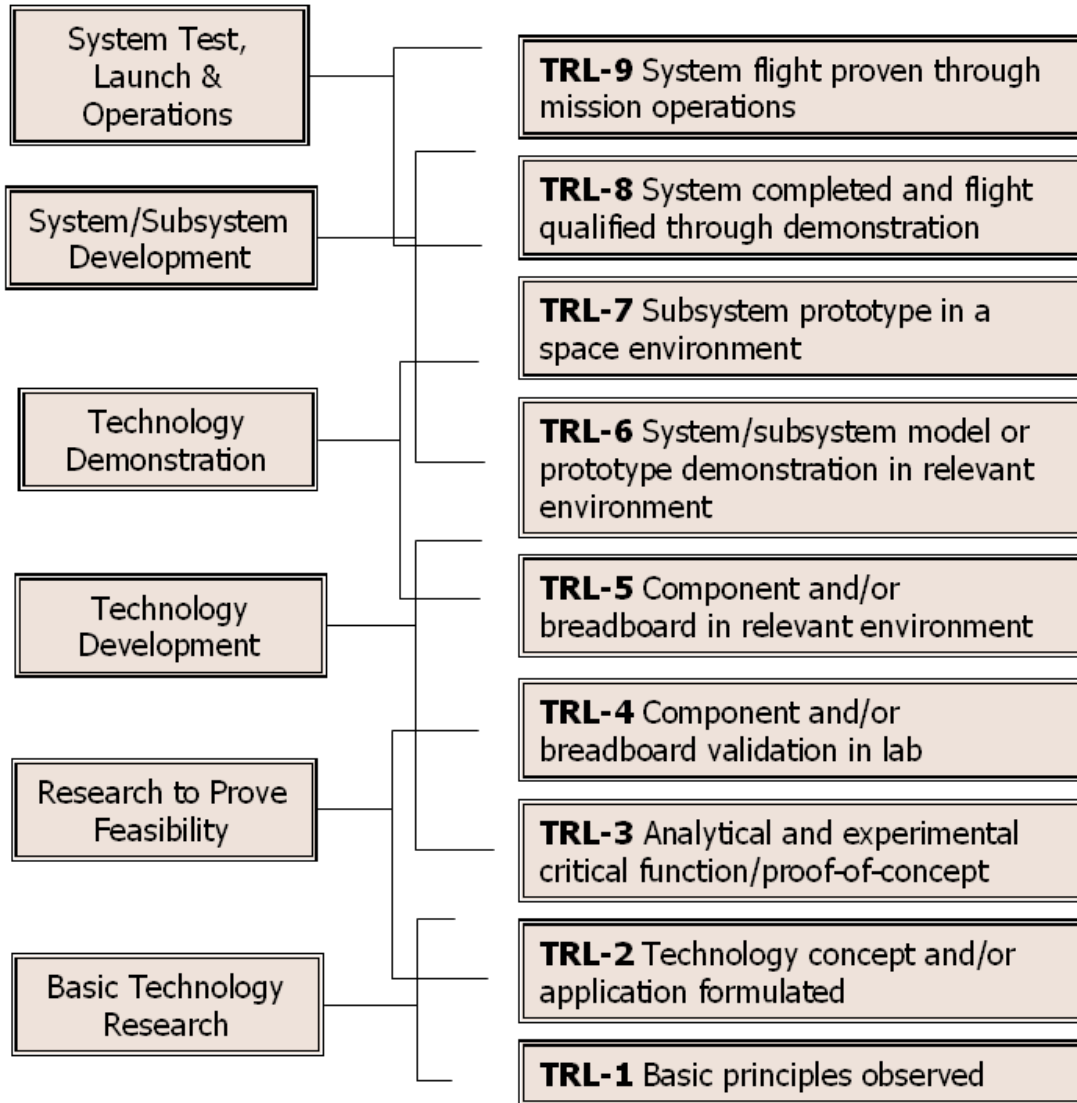 System Test,
Launch &
Operations
System/Subsystem
Development
Technology
Demonstration
Technology
Development
Research to Prove
Feasibility
Basic Technology
Research
TRL-9 System flight proven through
mission operations
TRL-8 System completed and flight
qualified through demonstration
TRL-7 Subsystem prototype in a
space environment
TRL-6 System/subsystem model or
prototype demonstration in relevant
environment
TRL-5 Component and/or
breadboard in relevant environment
TRL-4 Component and/or
breadboard validation in lab
TRL-3 Analytical and experimental
critical function/proof-of-concept
TRL-2 Technology concept and/or
application formulated
TRL-1 Basic principles observed